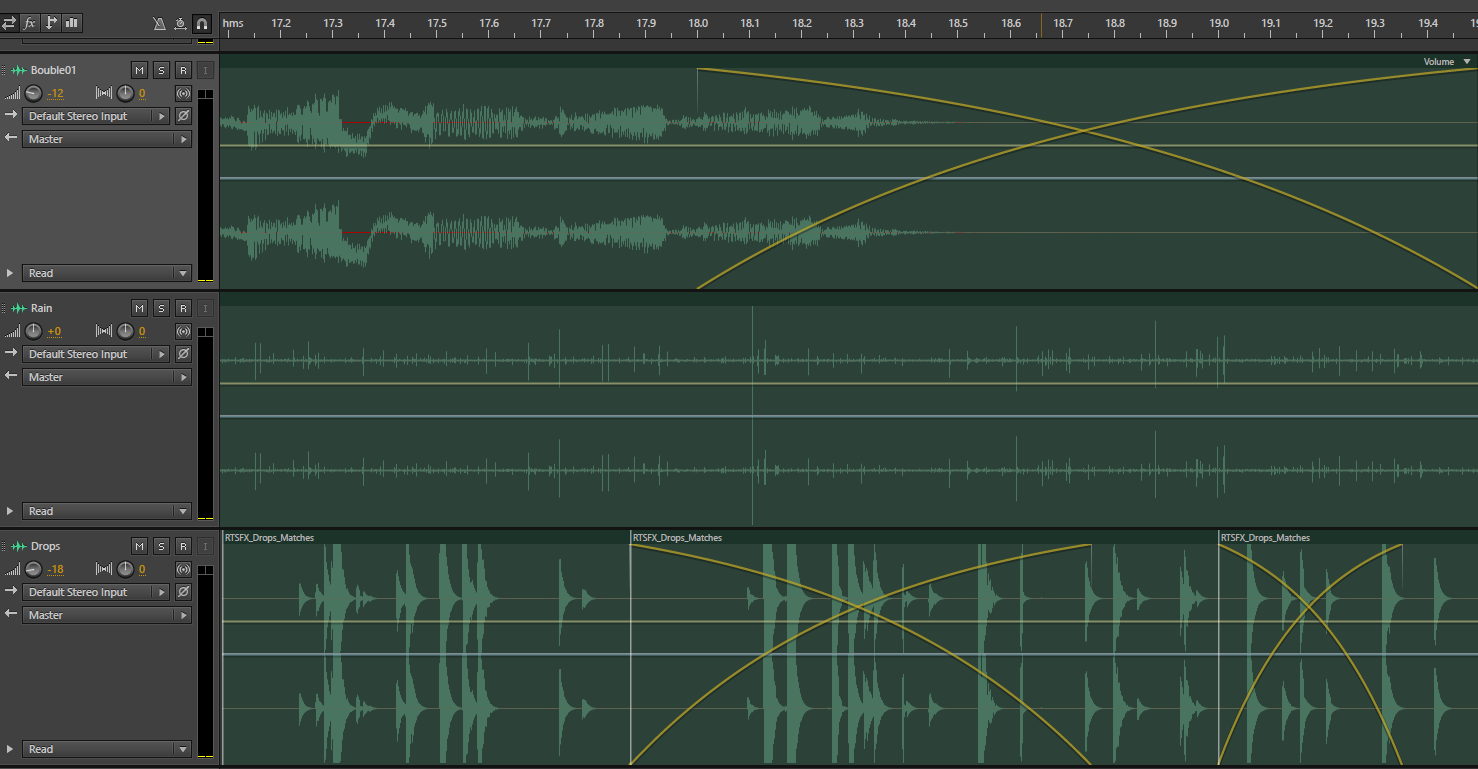 fx
hms 17.2 17.3 17.4 17.5 17.6 17.7 17.8 17.9 18.0 18.1 18.2 18.3 18.4 18.5 18.6 18.7 18.8 18.9 19.0 19.1 19.2 19.3 19.4
Bouble01 M S R I
Volume
-12 0
Default Stereo Input
Master
Read
Rain M S R I
+0 0
Default Stereo Input
Master
Read
Drops M S R I
RTSFX_Drops_Matches RTSFX_Drops_Matches RTSFX_Drops_Matches
-18 0
Default Stereo Input
Master
Read